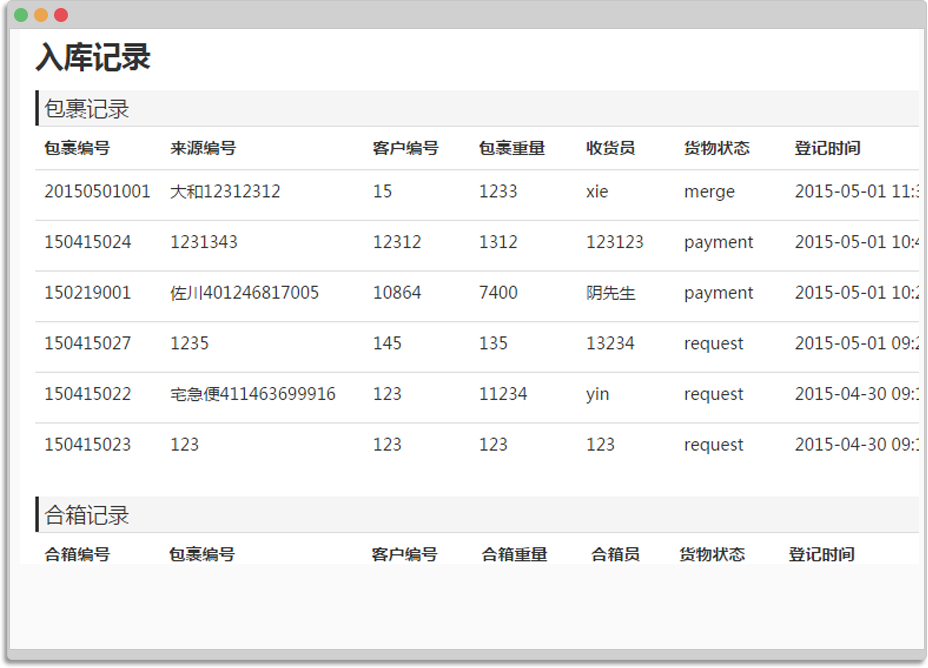 入库记录
包裹记录
包裹编号 来源编号 客户编号 包裹重量 收货员 货物状态 登记时间
20150501001 大和12312312 15 1233 xie merge 2015-05-01 11:
150415024 1231343 12312 1312 123123 payment 2015-05-01 10:
150219001 佐川401246817005 10864 7400 阴先生 payment 2015-05-01 10:
150415027 1235 145 135 13234 request 2015-05-01 09:
150415022 宅急便411463699916 123 11234 yin request 2015-04-30 09:
150415023 123 123 123 123 request 2015-04-30 09:
合箱记录
合箱编号 包裹编号 客户编号 合箱重量 合箱员 货物状态 登记时间